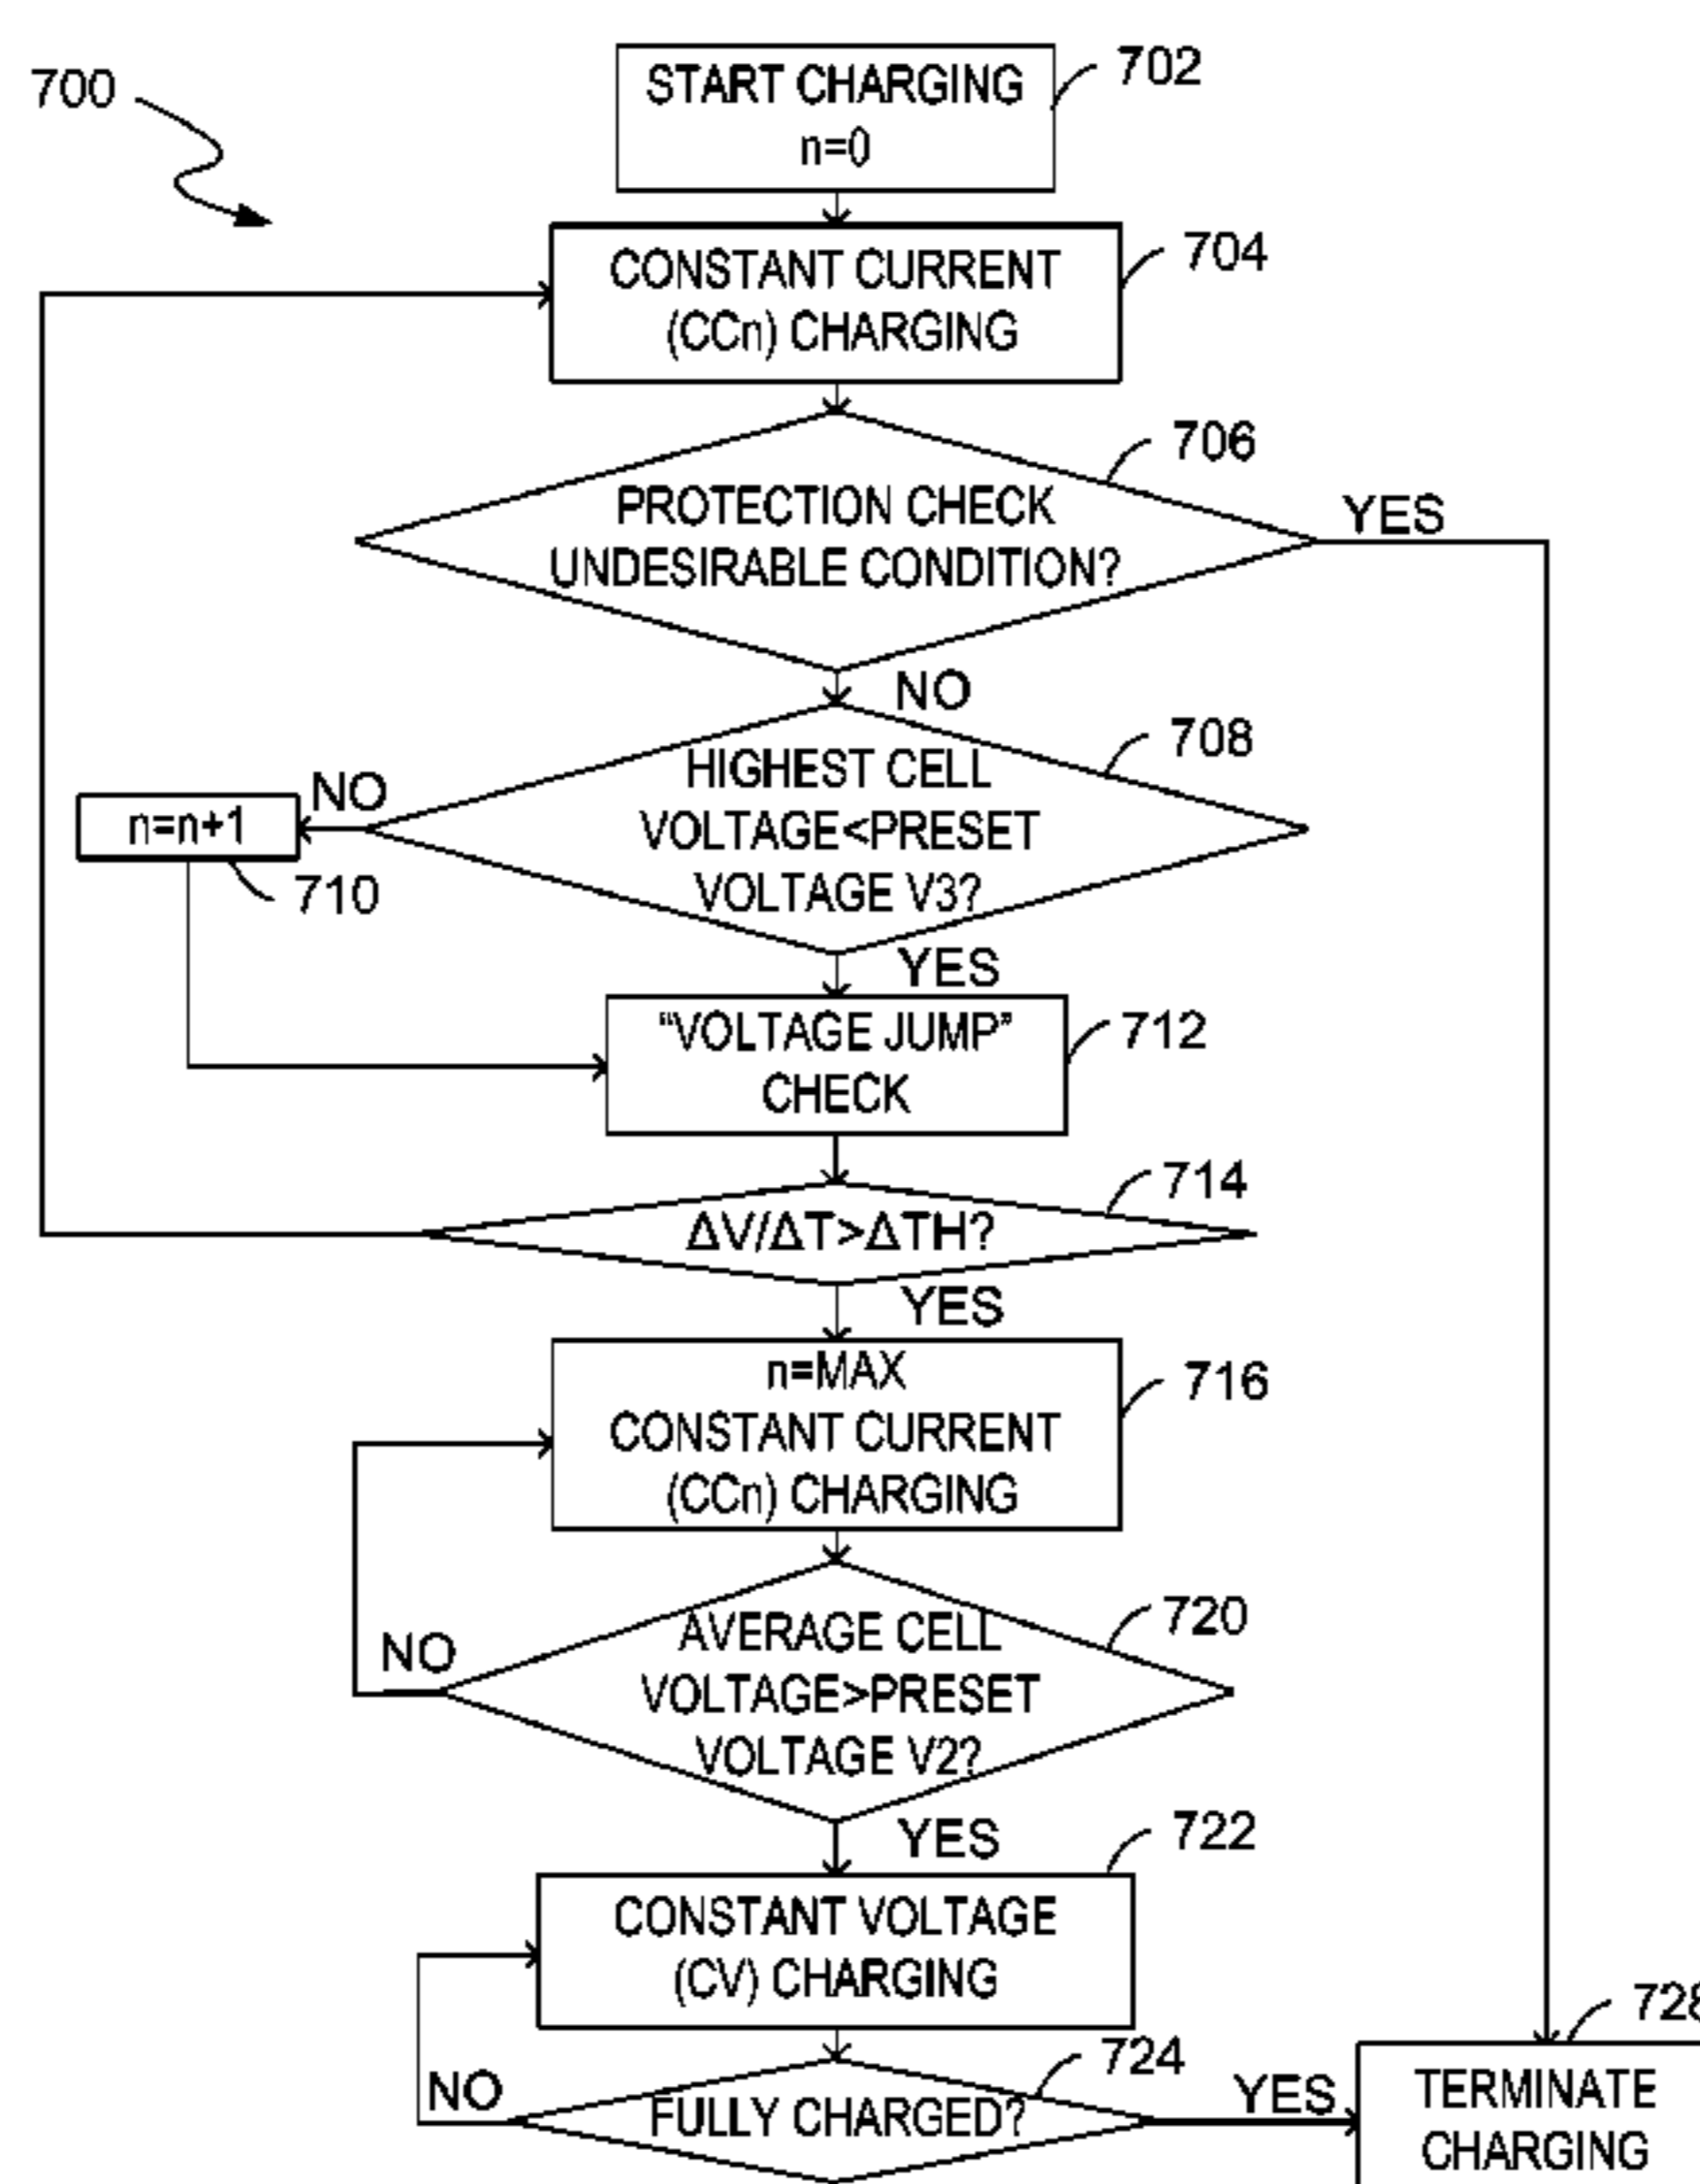 700
START CHARGING
n=0
702
CONSTANT CURRENT
(CCn) CHARGING
704
PROTECTION CHECK
UNDESIRABLE CONDITION?
706
YES
NO
HIGHEST CELL
VOLTAGE<PRESET
VOLTAGE V3?
708
NO
n=n+1
710
YES
"VOLTAGE JUMP"
CHECK
712
ΔV/ΔT>ΔTH?
714
YES
n=MAX
CONSTANT CURRENT
(CCn) CHARGING
716
AVERAGE CELL
VOLTAGE>PRESET
VOLTAGE V2?
720
NO
YES
CONSTANT VOLTAGE
(CV) CHARGING
722
FULLY CHARGED?
724
NO
YES
TERMINATE
CHARGING
728